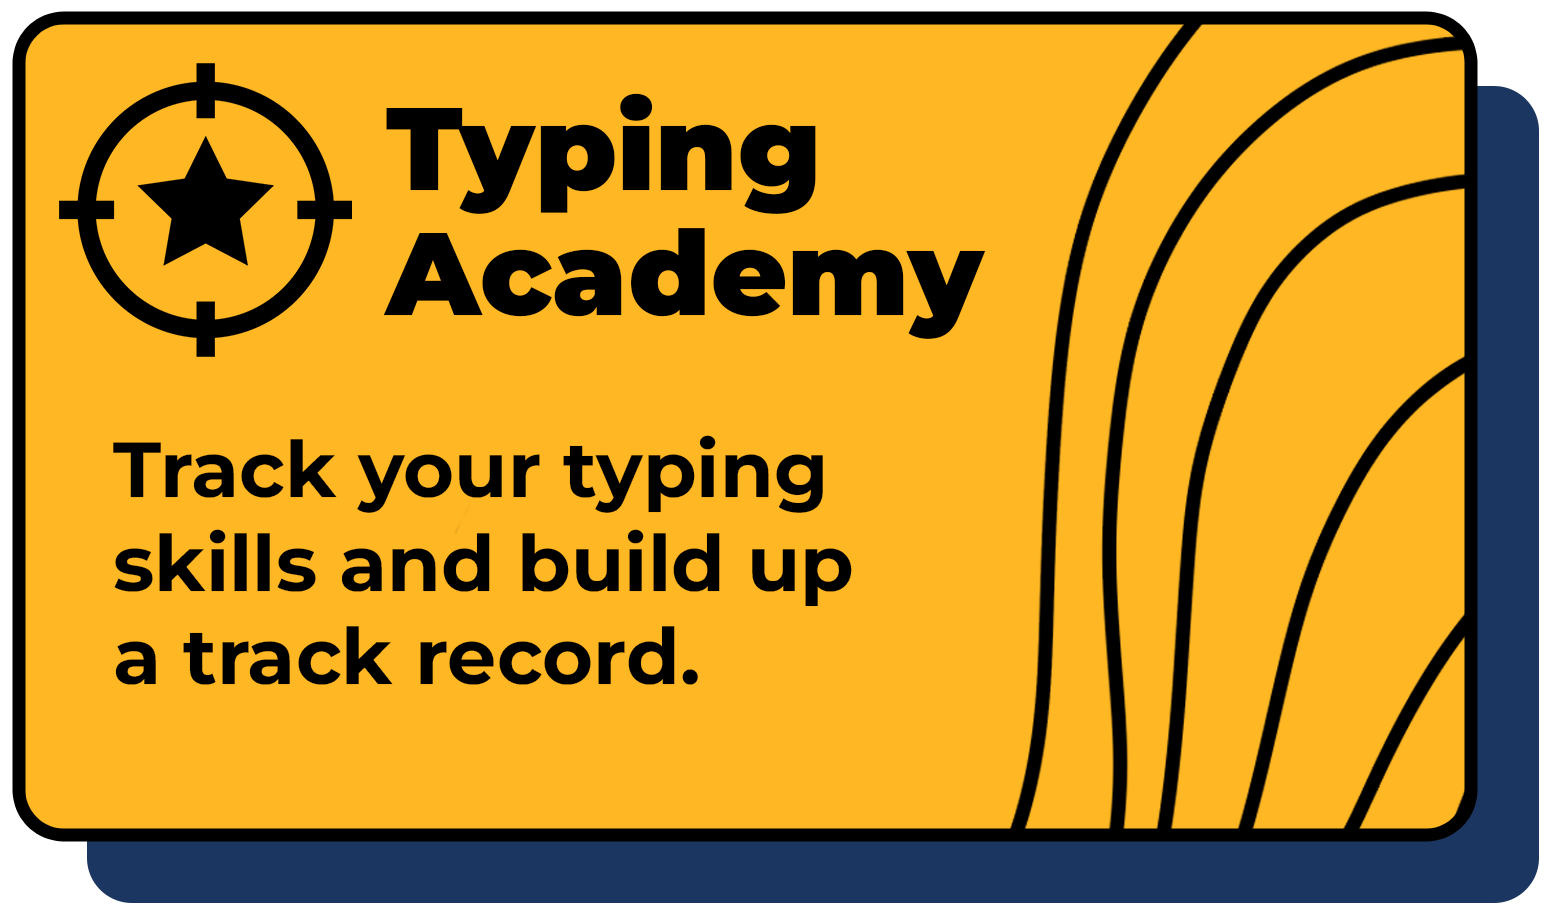 Typing
Academy
Track your typing
skills and build up
a track record.